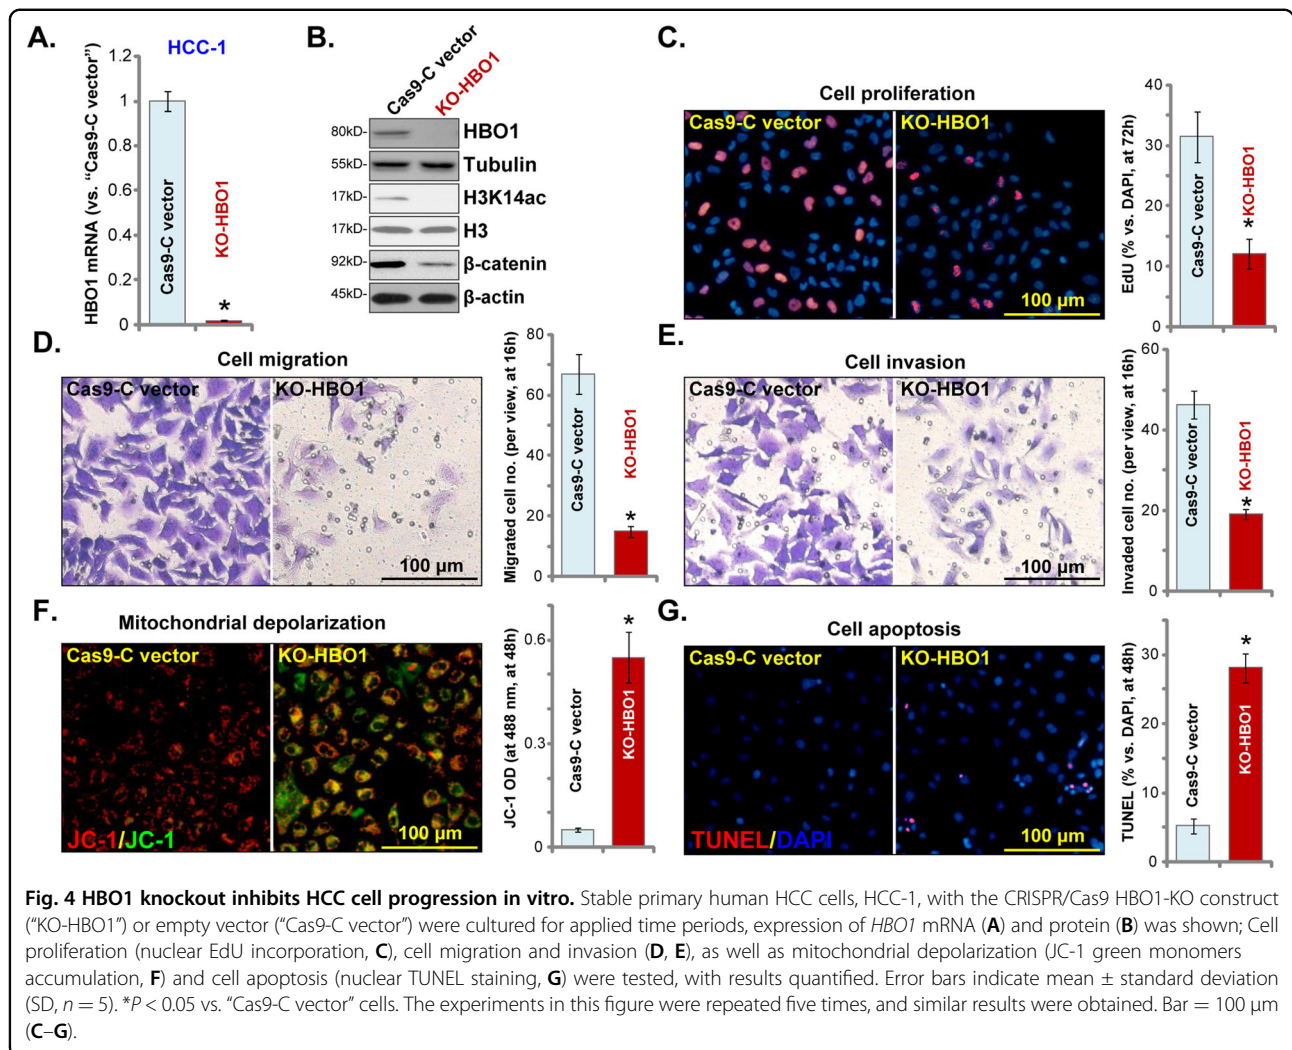 A.
HCC-1
HBO1 mRNA (vs. “Cas9-C vector”)
1.2
1
0.8
0.6
0.4
0.2
0
Cas9-C vector
KO-HBO1
*
B.
Cas9-C vector
KO-HBO1
80kD-
HBO1
55kD-
Tubulin
17kD-
H3K14ac
17kD-
H3
92kD-
β-catenin
45kD-
β-actin
C.
Cell proliferation
Cas9-C vector
KO-HBO1
100 µm
EdU (% vs. DAPI, at 72h)
40
30
20
10
0
Cas9-C vector
*KO-HBO1
D.
Cell migration
Cas9-C vector
KO-HBO1
100 µm
Migrated cell no. (per view, at 16h)
80
60
40
20
0
Cas9-C vector
KO-HBO1
*
E.
Cell invasion
Cas9-C vector
KO-HBO1
100 µm
Invaded cell no. (per view, at 16h)
60
40
20
0
Cas9-C vector
KO-HBO1
*
F.
Mitochondrial depolarization
Cas9-C vector
KO-HBO1
JC-1/JC-1
100 µm
JC-1 OD (at 488 nm, at 48h)
0.6
0.3
0
Cas9-C vector
KO-HBO1
*
G.
Cell apoptosis
Cas9-C vector
KO-HBO1
TUNEL/DAPI
100 µm
TUNEL (% vs. DAPI, at 48h)
30
20
10
0
Cas9-C vector
KO-HBO1
*
Fig. 4 HBO1 knockout inhibits HCC cell progression in vitro. Stable primary human HCC cells, HCC-1, with the CRISPR/Cas9 HBO1-KO construct
(“KO-HBO1”) or empty vector (“Cas9-C vector”) were cultured for applied time periods, expression of HBO1 mRNA (A) and protein (B) was shown; Cell
proliferation (nuclear EdU incorporation, C), cell migration and invasion (D, E), as well as mitochondrial depolarization (JC-1 green monomers
accumulation, F) and cell apoptosis (nuclear TUNEL staining, G) were tested, with results quantified. Error bars indicate mean ± standard deviation
(SD, n = 5). *P < 0.05 vs. “Cas9-C vector” cells. The experiments in this figure were repeated five times, and similar results were obtained. Bar = 100 µm
(C–G).